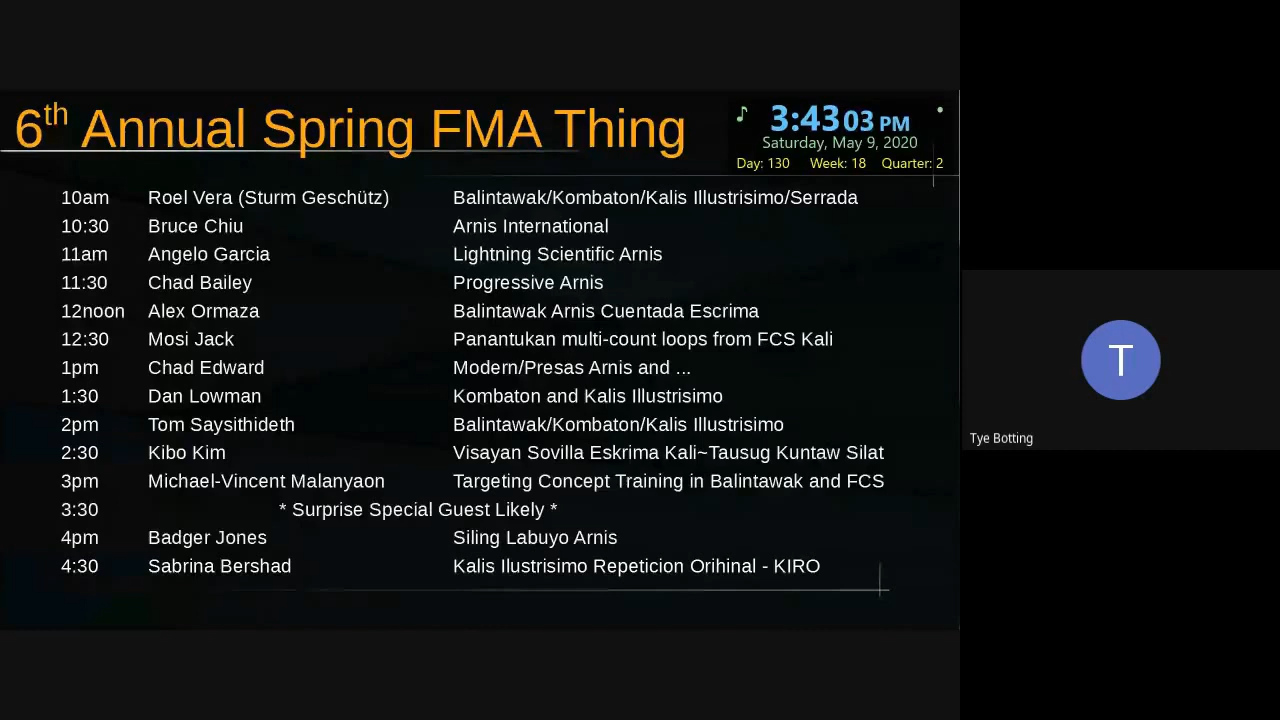 6th Annual Spring FMA Thing
3:43 03 PM
Saturday, May 9, 2020
Day: 130 Week: 18 Quarter: 2
10am Roel Vera (Sturm Geschütz) Balintawak/Kombaton/Kalis Illustrisimo/Serrada
10:30 Bruce Chiu Arnis International
11am Angelo Garcia Lightning Scientific Arnis
11:30 Chad Bailey Progressive Arnis
12noon Alex Ormaza Balintawak Arnis Cuentada Escrima
12:30 Mosi Jack Panantukan multi-count loops from FCS Kali
1pm Chad Edward Modern/Presas Arnis and ...
1:30 Dan Lowman Kombaton and Kalis Illustrisimo
2pm Tom Saysithideth Balintawak/Kombaton/Kalis Illustrisimo
2:30 Kibo Kim Visayan Sovilla Eskrima Kali~Tausug Kuntaw Silat
3pm Michael-Vincent Malanyaon Targeting Concept Training in Balintawak and FCS
3:30 * Surprise Special Guest Likely *
4pm Badger Jones Siling Labuyo Arnis
4:30 Sabrina Bershad Kalis Ilustrisimo Repeticion Orihinal - KIRO
T
Tye Botting